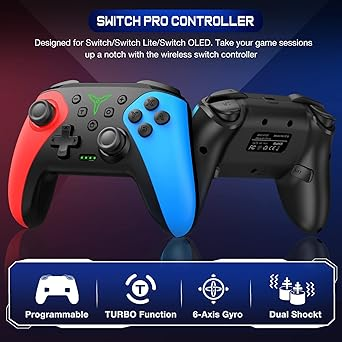 SWITCH PRO CONTROLLER
Designed for Switch/Switch Lite/Switch OLED. Take your game sessions
up a notch with the wireless switch controller
T
Programmable
TURBO Function
6-Axis Gyro
Dual Shockt